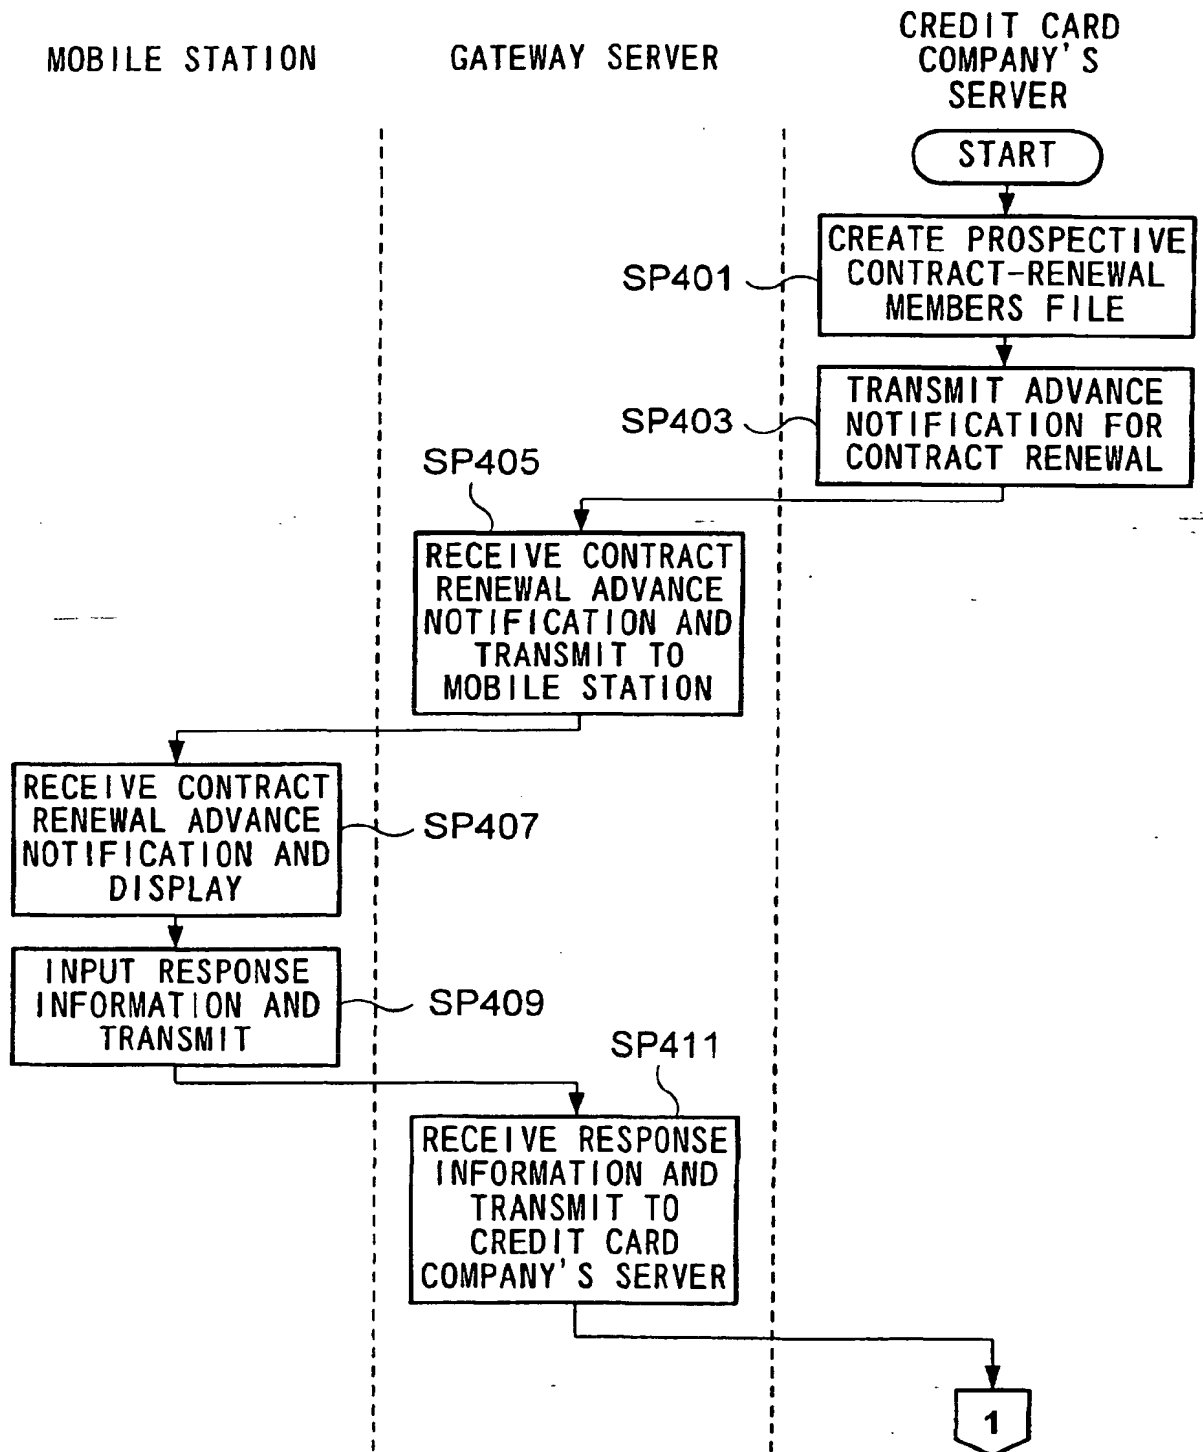 MOBILE STATION
GATEWAY SERVER
CREDIT CARD
COMPANY'S
SERVER
START
SP401
CREATE PROSPECTIVE
CONTRACT-RENEWAL
MEMBERS FILE
SP403
TRANSMIT ADVANCE
NOTIFICATION FOR
CONTRACT RENEWAL
SP405
RECEIVE CONTRACT
RENEWAL ADVANCE
NOTIFICATION AND
TRANSMIT TO
MOBILE STATION
RECEIVE CONTRACT
RENEWAL ADVANCE
NOTIFICATION AND
DISPLAY
SP407
INPUT RESPONSE
INFORMATION AND
TRANSMIT
SP409
SP411
RECEIVE RESPONSE
INFORMATION AND
TRANSMIT TO
CREDIT CARD
COMPANY'S SERVER
1